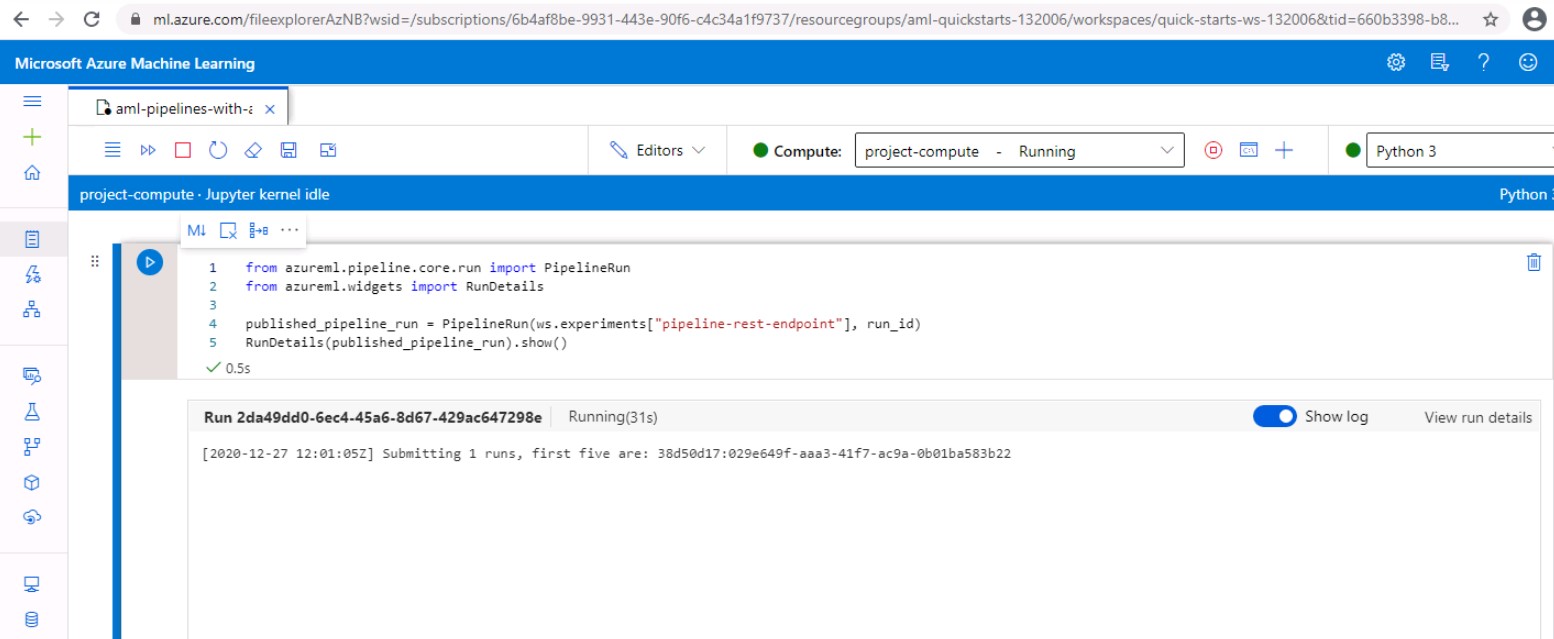 ml.azure.com/fileexplorerAzNB?wsid=/subscriptions/6b4af8be-9931-443e-90f6-c4c34a1f9737/resourcegroups/aml-quickstarts-132006/workspaces/quick-starts-ws-132006&tid=660b3398-b8...
Microsoft Azure Machine Learning
aml-pipelines-with-a
Editors
Compute: project-compute - Running
Python 3
project-compute · Jupyter kernel idle
Python 3
M↓
1 from azureml.pipeline.core.run import PipelineRun
2 from azureml.widgets import RunDetails
3
4 published_pipeline_run = PipelineRun(ws.experiments["pipeline-rest-endpoint"], run_id)
5 RunDetails(published_pipeline_run).show()
0.5s
Run 2da49dd0-6ec4-45a6-8d67-429ac647298e Running(31s) Show log View run details
[2020-12-27 12:01:05Z] Submitting 1 runs, first five are: 38d50d17:029e649f-aaa3-41f7-ac9a-0b01ba583b22